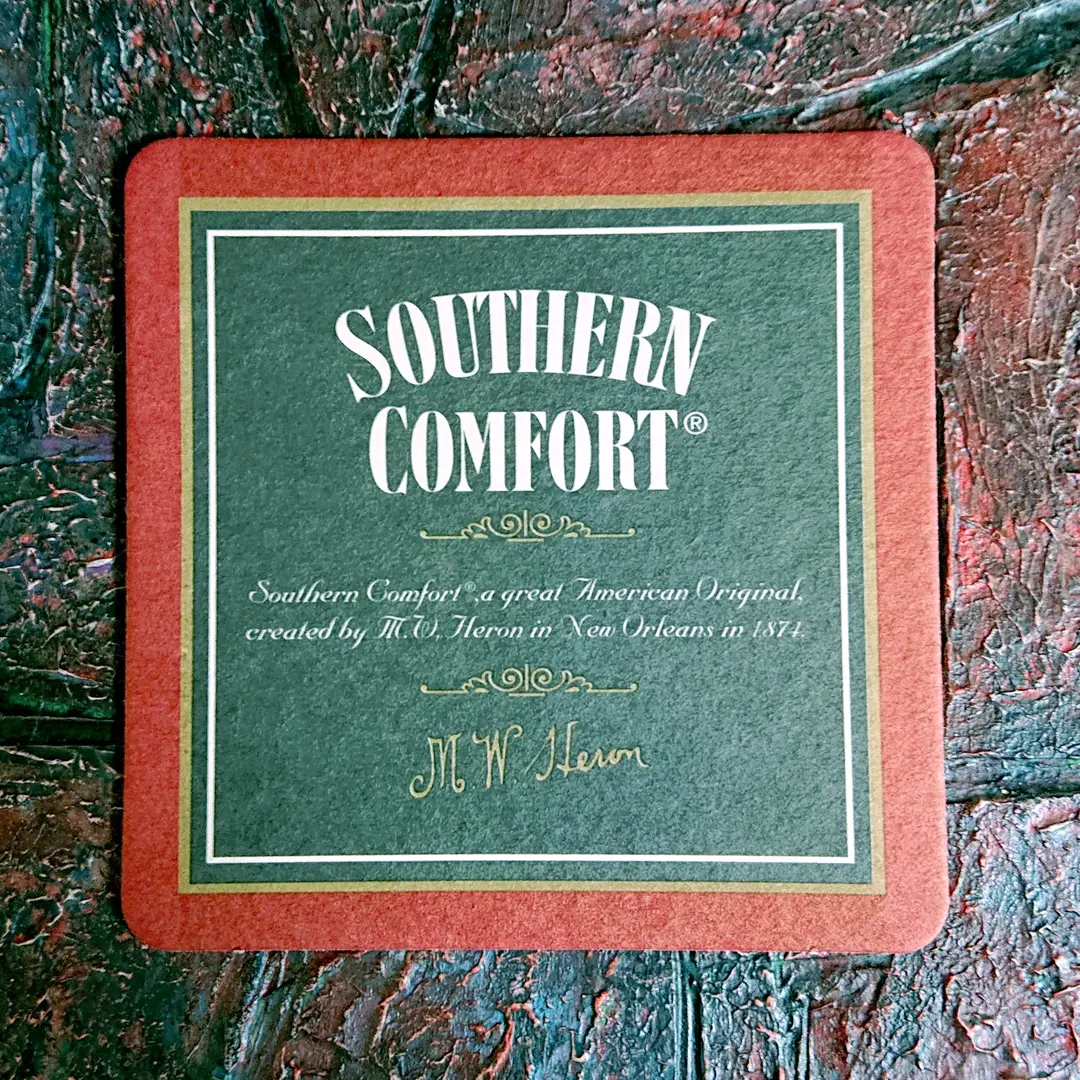 SOUTHERN
COMFORT®
Southern Comfort®, a great American Original,
created by M.W. Heron in New Orleans in 1874.
M W Heron